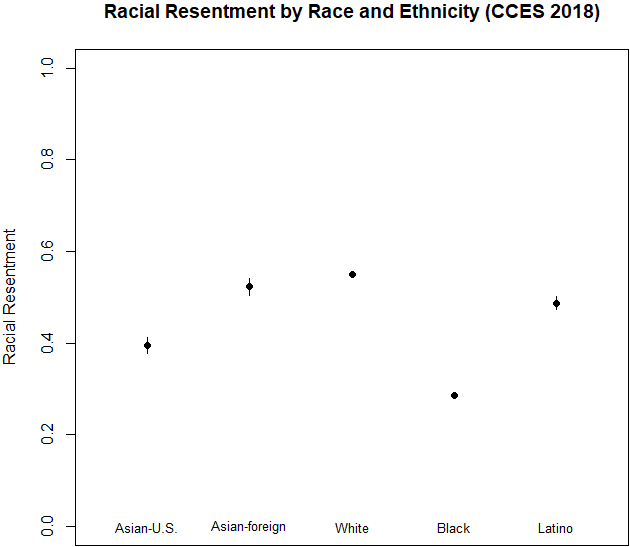 Racial Resentment by Race and Ethnicity (CCES 2018)
Racial Resentment
1.0
0.8
0.6
0.4
0.2
0.0
Asian-U.S. Asian-foreign White Black Latino